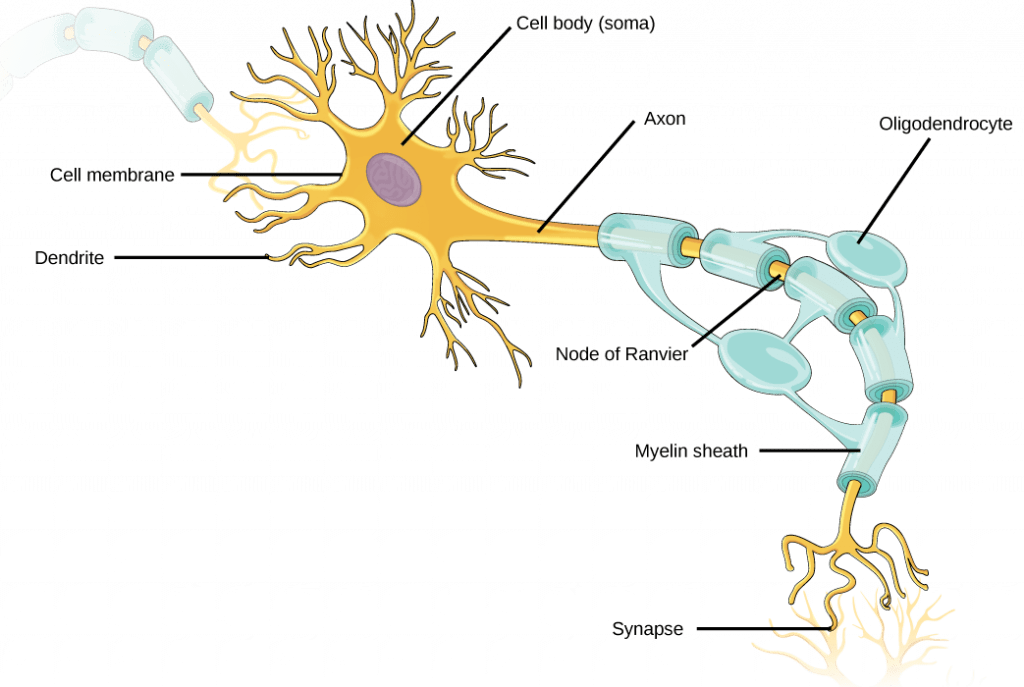 Cell body (soma)
Axon
Oligodendrocyte
Cell membrane
Dendrite
Node of Ranvier
Myelin sheath
Synapse